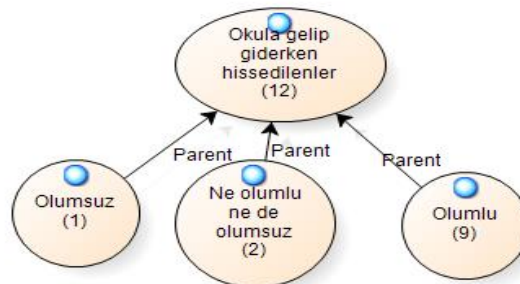 Okula gelip
giderken
hissedilenler
(12)
Parent
Parent
Parent
Olumsuz
(1)
Ne olumlu
ne de
olumsuz
(2)
Olumlu
(9)